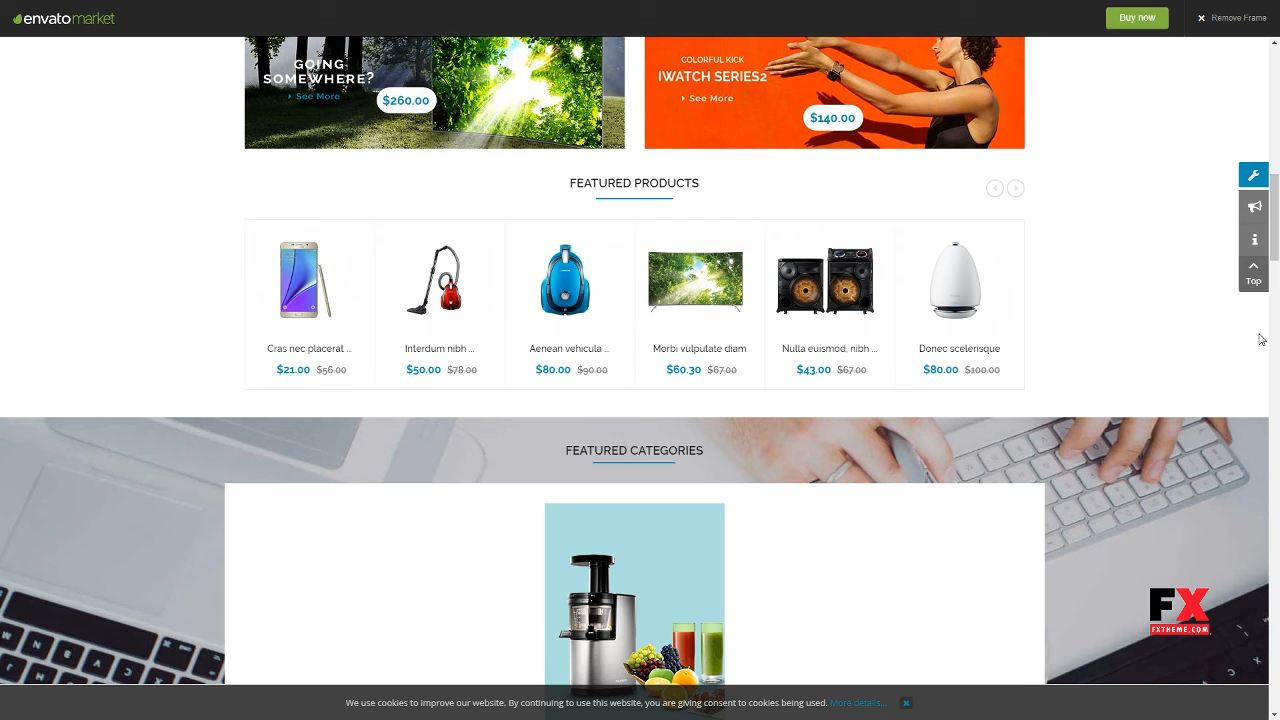 envatomarket
Buy now
Remove Frame
GOING
SOMEWHERE?
See More
$260.00
COLORFUL KICK
IWATCH SERIES2
See More
$140.00
FEATURED PRODUCTS
Top
Cras nec placerat ...
$21.00 $56.00
Interdum nibh ...
$50.00 $78.00
Aenean vehicula ...
$80.00 $90.00
Morbi vulputate diam
$60.30 $67.00
Nulla euismod, nibh ...
$43.00 $67.00
Donec scelerisque
$80.00 $100.00
FEATURED CATEGORIES
FX
FXTHEME.COM
We use cookies to improve our website. By continuing to use this website, you are giving consent to cookies being used. More details...